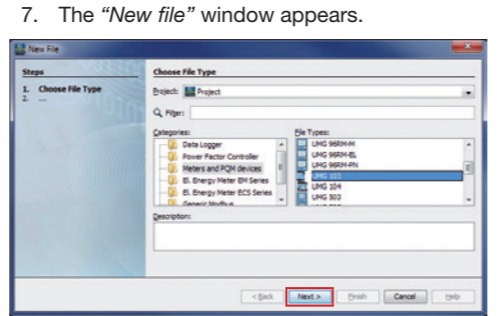 7. The "New file" window appears.
New File
Steps
1. Choose File Type
2. ...
Choose File Type
Project: Project
Filter:
Categories:
Data Logger
Power Factor Controller
Meters and PQM devices
El. Energy Meter EM Series
El. Energy Meter ECS Series
Generic Modbus
File Types:
UMG 96RM-M
UMG 96RM-EL
UMG 96RM-PN
UMG 103
UMG 104
UMG 503
Description:
< Back
Next >
Finish
Cancel
Help